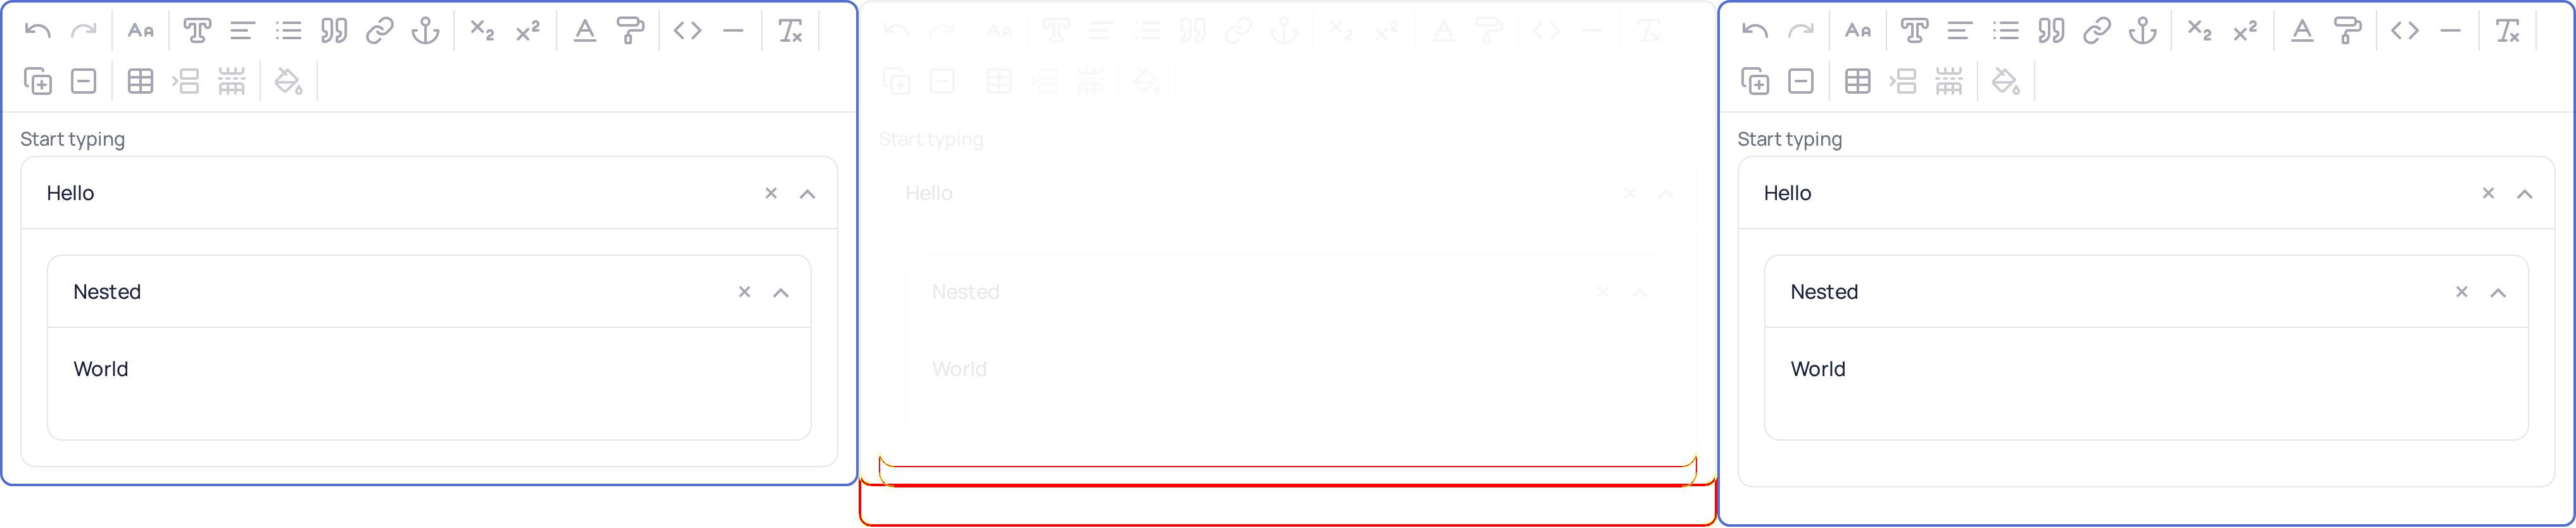 Start typing
Hello
Nested
World
Start typing
Hello
Nested
World
Start typing
Hello
Nested
World